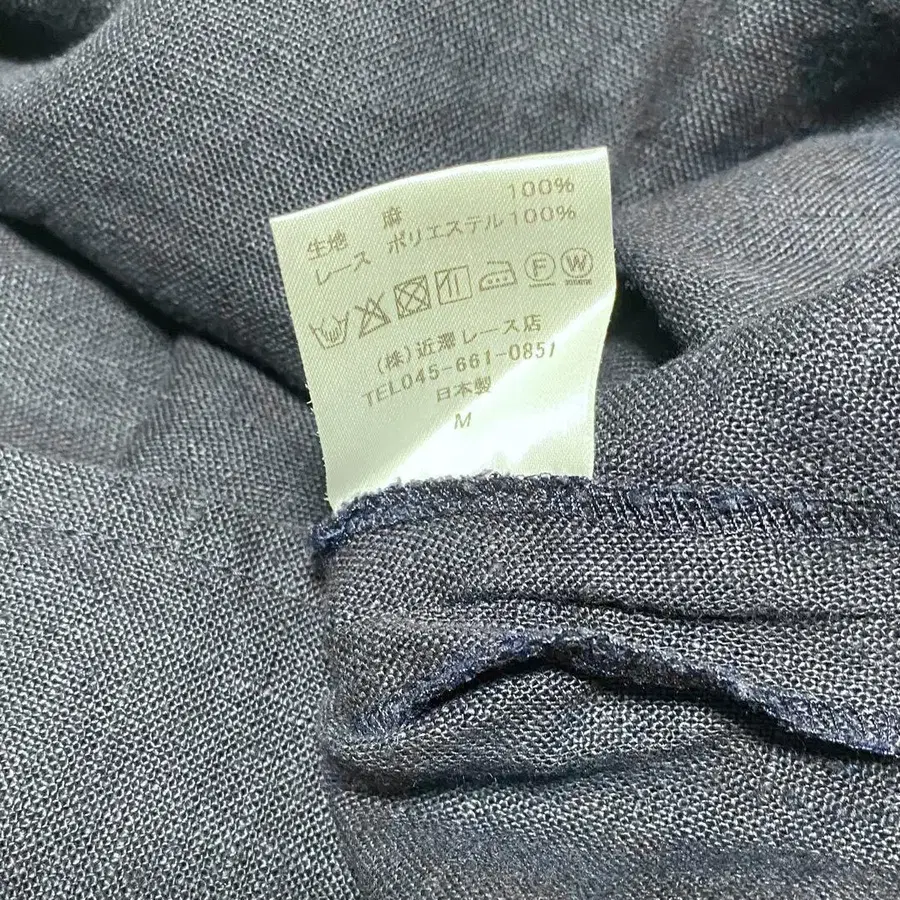 生地 麻 100%
レース ポリエステル100%
F W
(株)近澤レース店
TEL045-661-0851
日本製
M